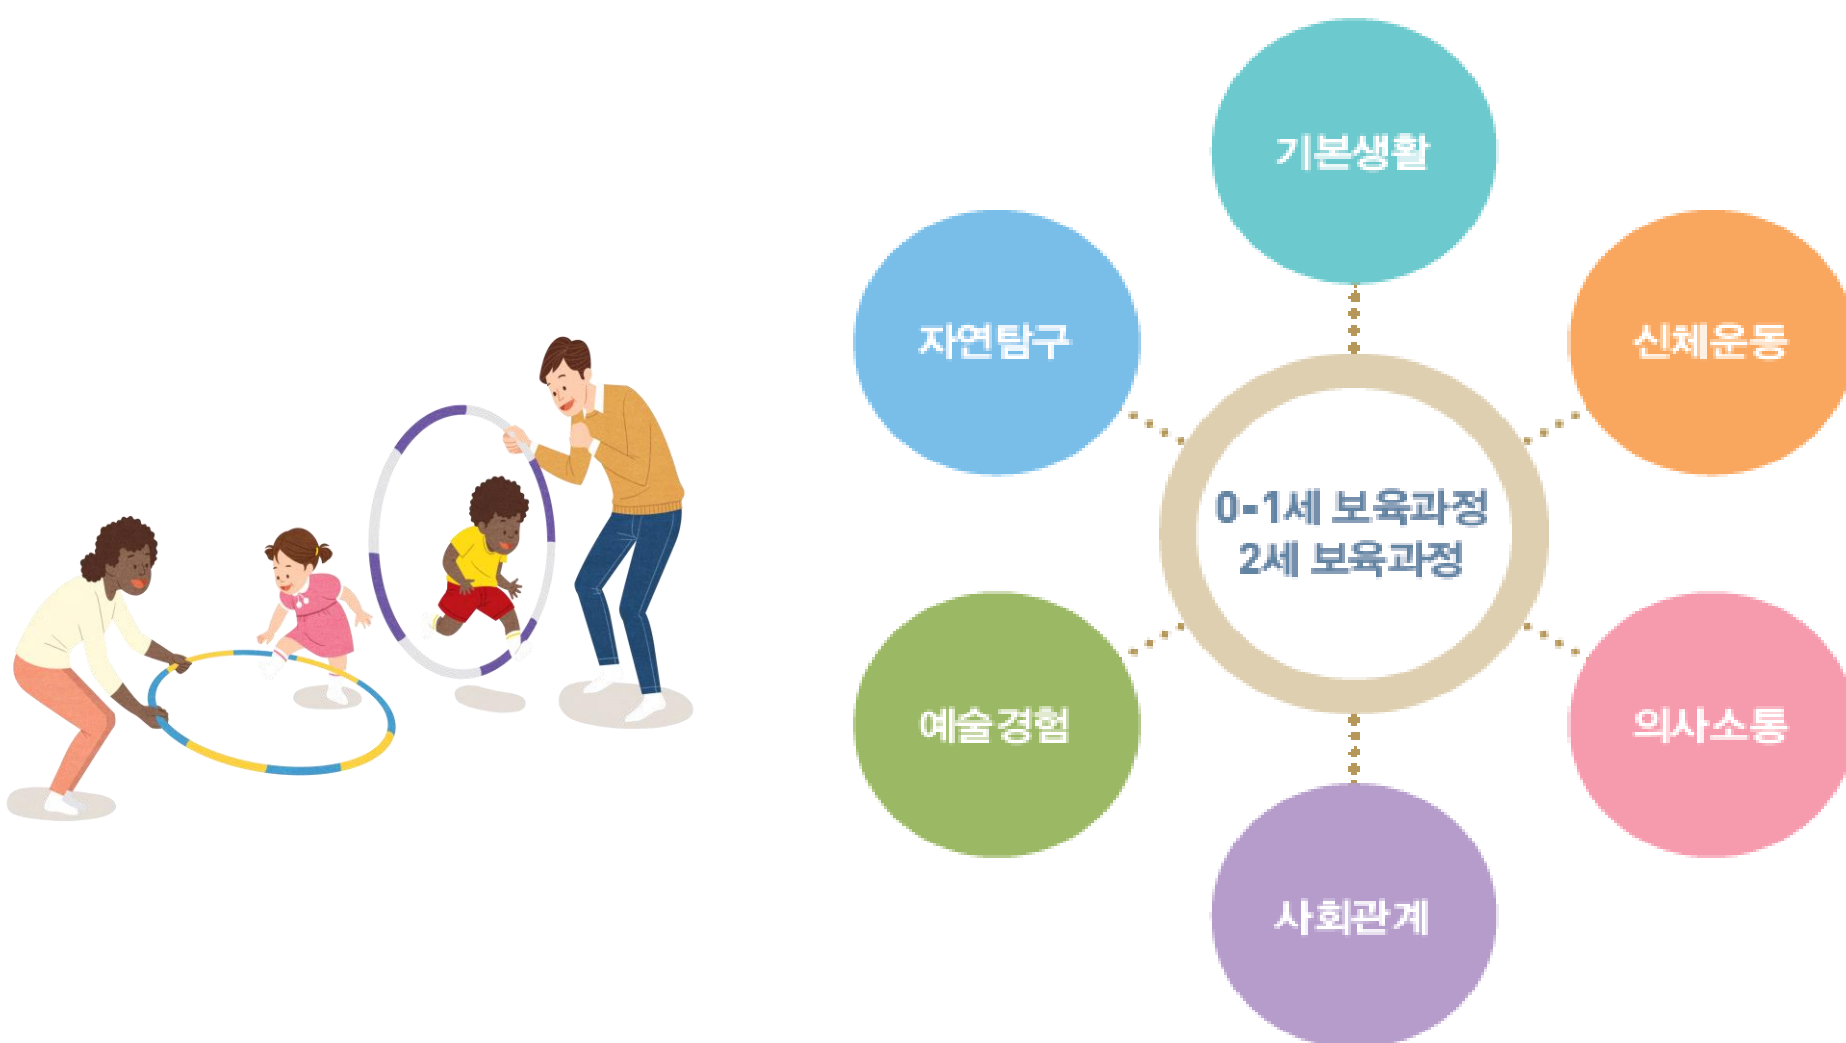 기본생활
자연탐구
신체운동
0-1세 보육과정
2세 보육과정
예술경험
의사소통
사회관계